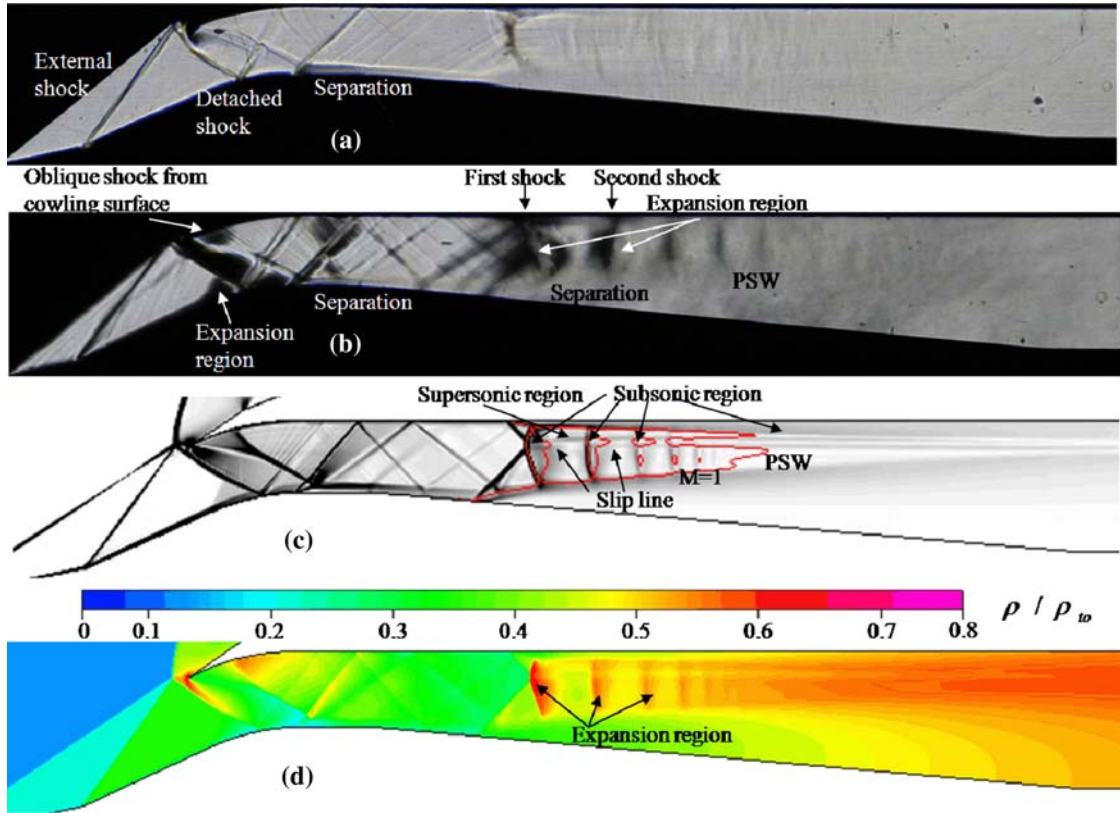 External
shock
Detached
shock
Separation
(a)
Oblique shock from
cowling surface
First shock
Second shock
Expansion region
Separation
Separation
PSW
Expansion
region
(b)
Supersonic region
Subsonic region
PSW
M=1
Slip line
(c)
ρ / ρ to
0 0.1 0.2 0.3 0.4 0.5 0.6 0.7 0.8
Expansion region
(d)